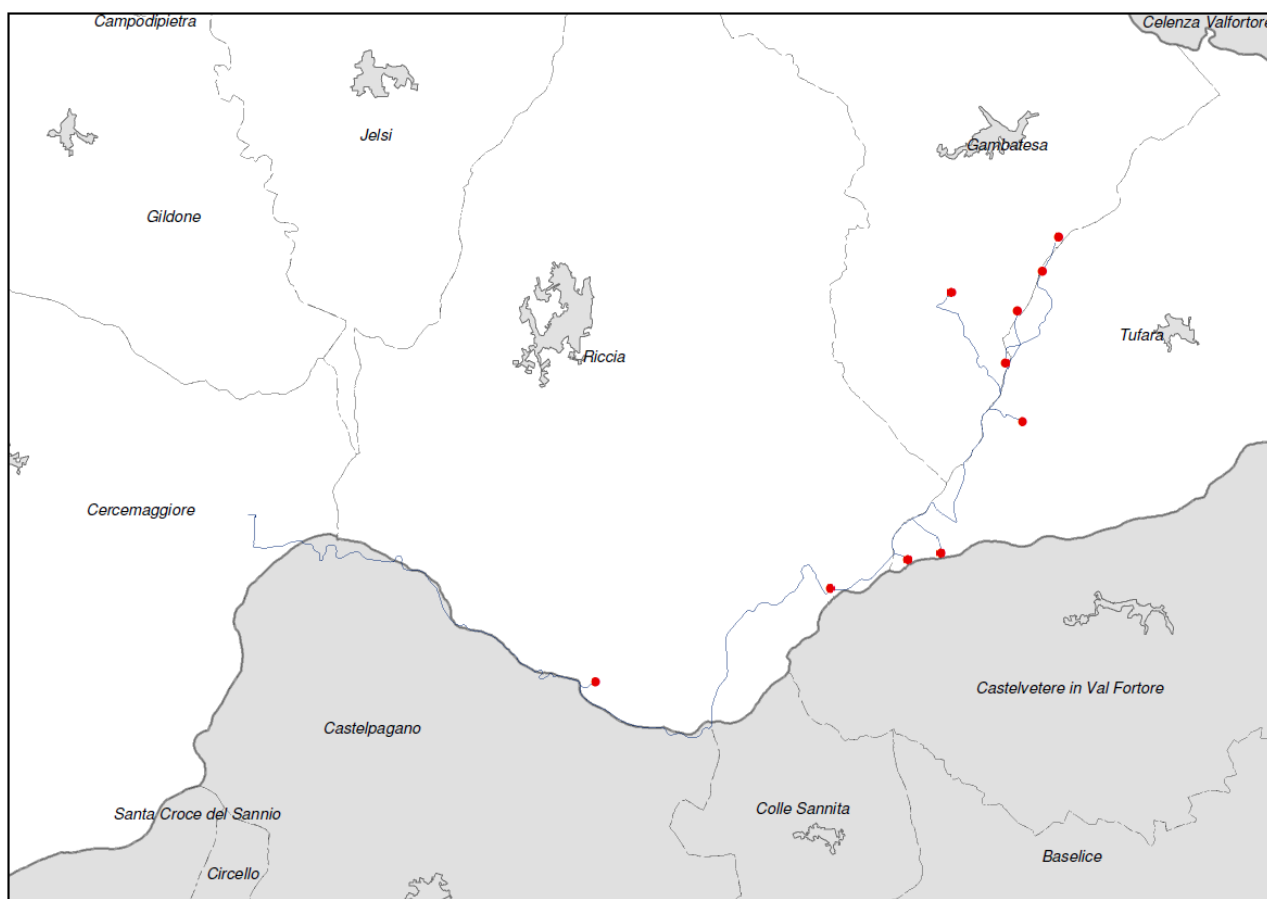 Campodipietra
Celenza Valfortore
Jelsi
Gambatesa
Gildone
Tufara
Riccia
Cercemaggiore
Castelvetere in Val Fortore
Castelpagano
Santa Croce del Sannio
Colle Sannita
Baselice
Circello